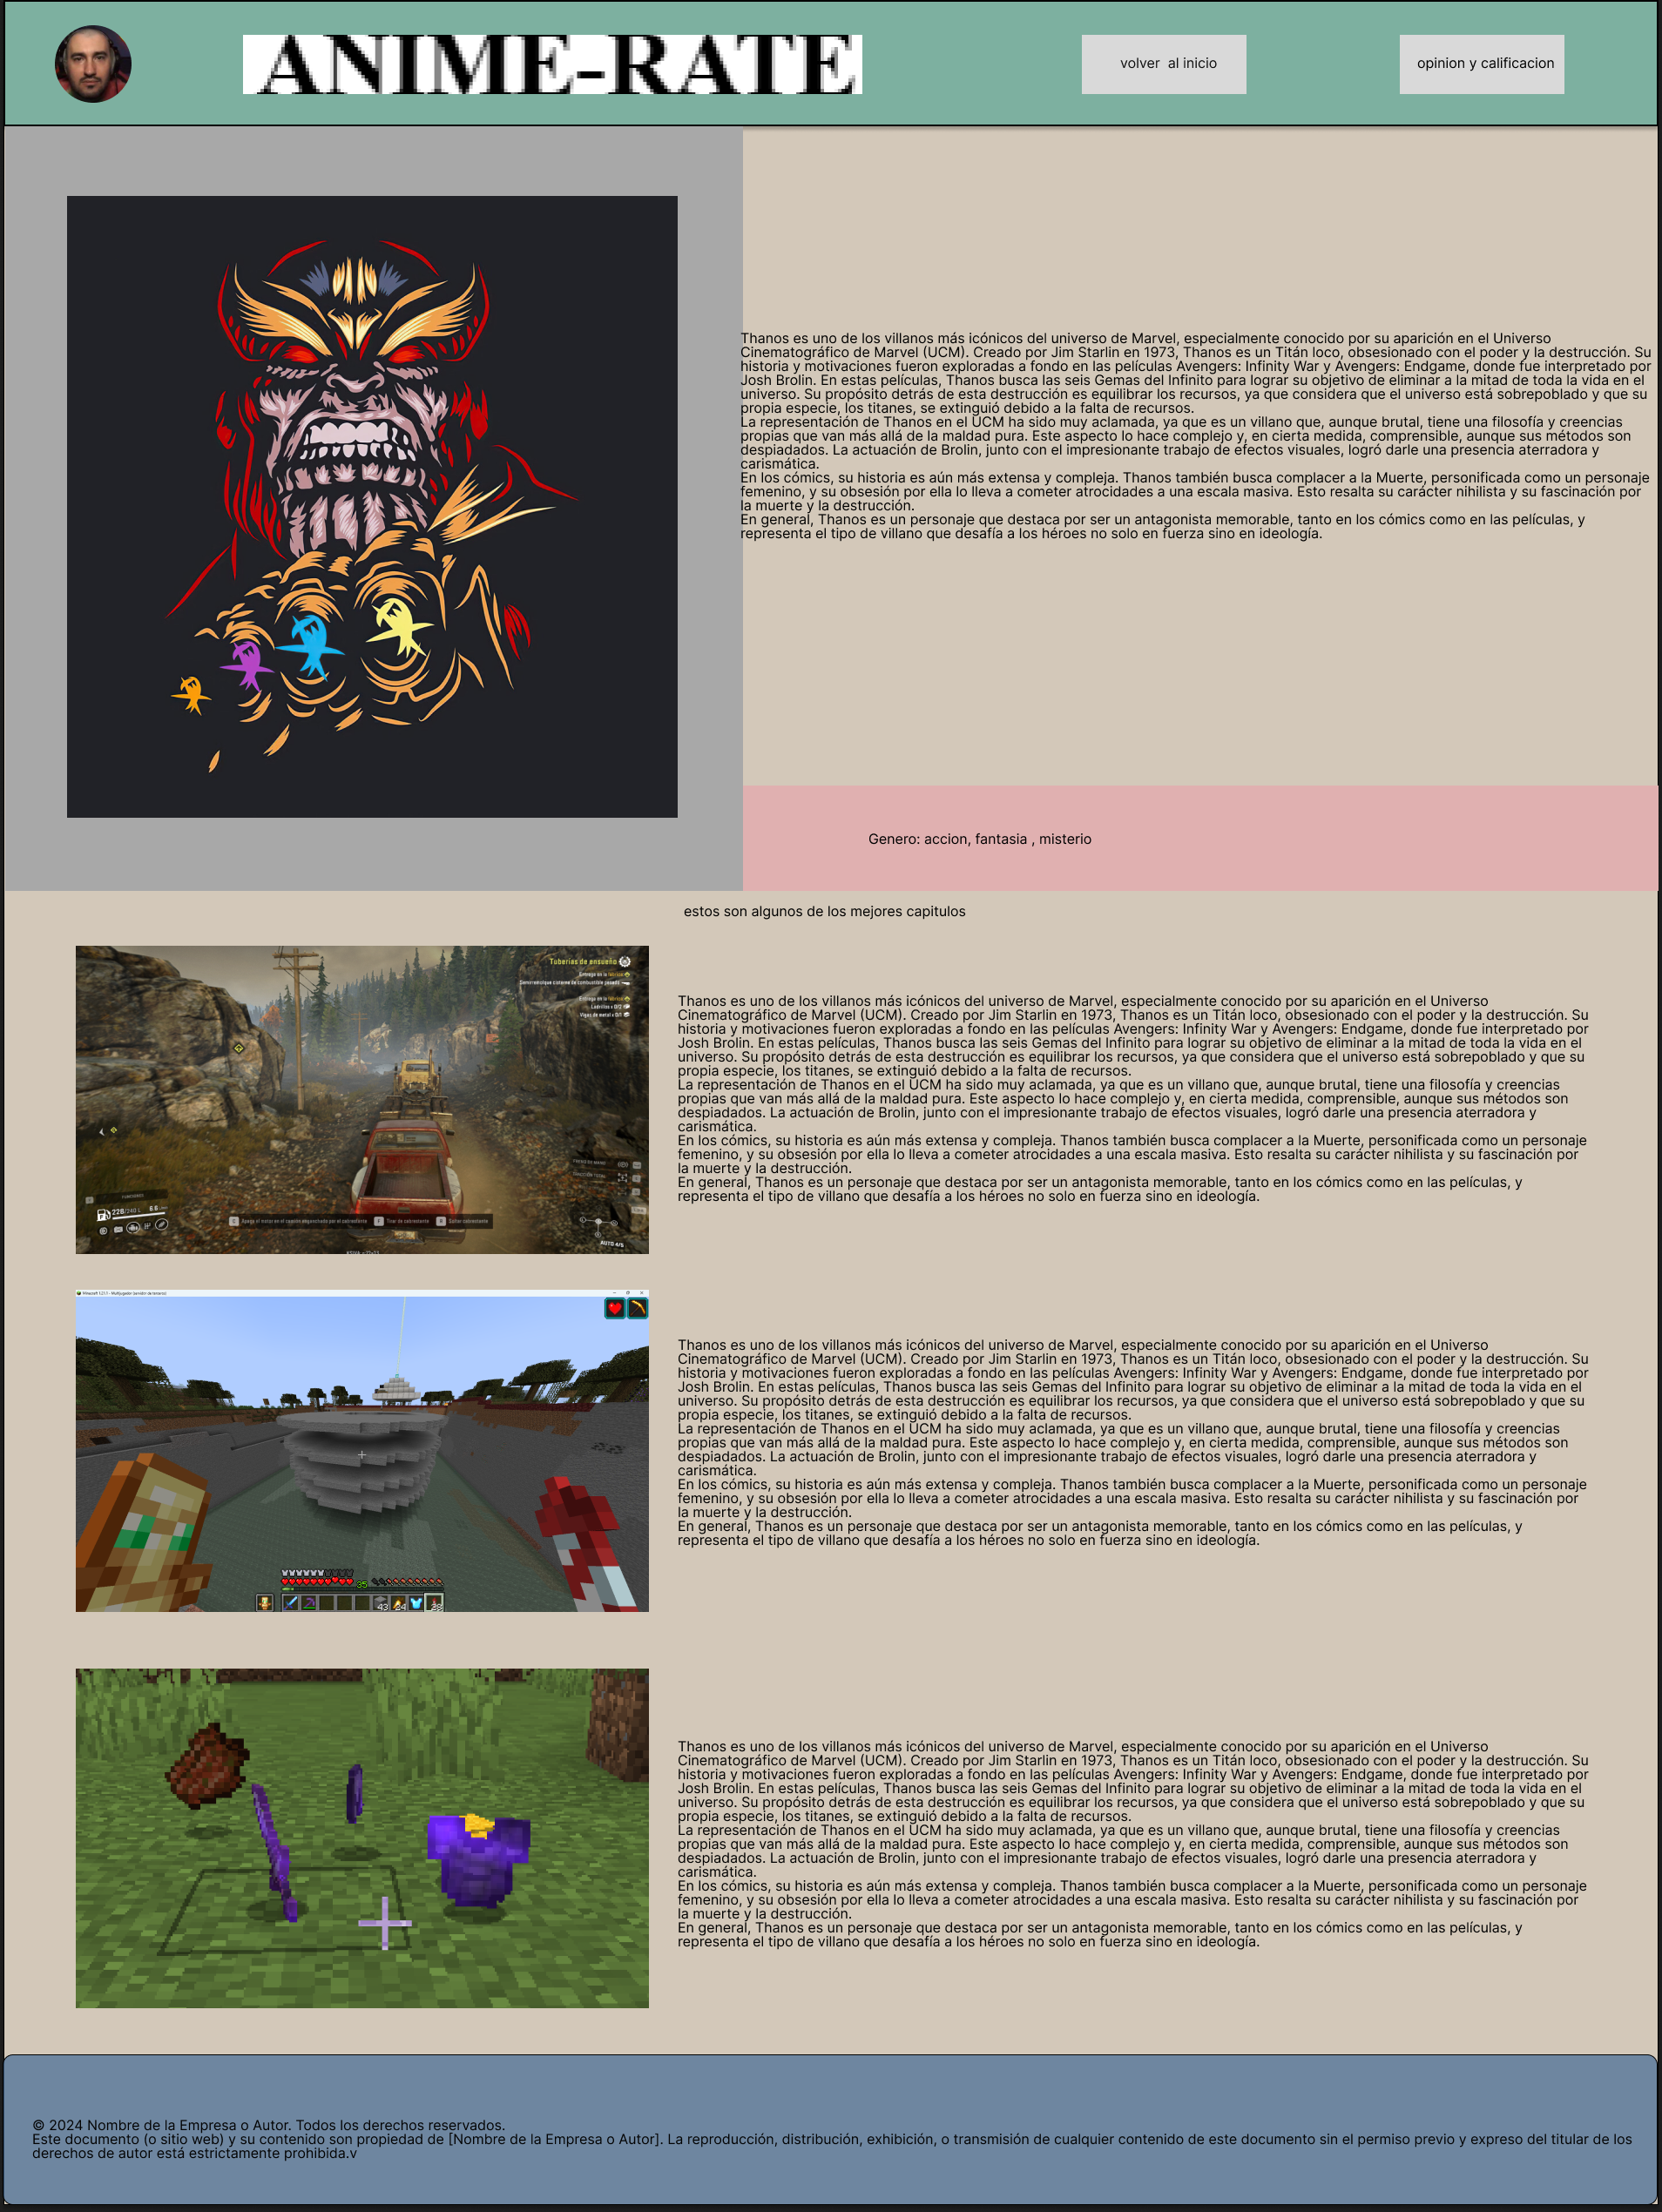 ANIME-RATE
volver  al inicio
opinion y calificacion
Thanos es uno de los villanos más icónicos del universo de Marvel, especialmente conocido por su aparición en el Universo
Cinematográfico de Marvel (UCM). Creado por Jim Starlin en 1973, Thanos es un Titán loco, obsesionado con el poder y la destrucción. Su
historia y motivaciones fueron exploradas a fondo en las películas Avengers: Infinity War y Avengers: Endgame, donde fue interpretado por
Josh Brolin. En estas películas, Thanos busca las seis Gemas del Infinito para lograr su objetivo de eliminar a la mitad de toda la vida en el
universo. Su propósito detrás de esta destrucción es equilibrar los recursos, ya que considera que el universo está sobrepoblado y que su
propia especie, los titanes, se extinguió debido a la falta de recursos.
La representación de Thanos en el UCM ha sido muy aclamada, ya que es un villano que, aunque brutal, tiene una filosofía y creencias
propias que van más allá de la maldad pura. Este aspecto lo hace complejo y, en cierta medida, comprensible, aunque sus métodos son
despiadados. La actuación de Brolin, junto con el impresionante trabajo de efectos visuales, logró darle una presencia aterradora y
carismática.
En los cómics, su historia es aún más extensa y compleja. Thanos también busca complacer a la Muerte, personificada como un personaje
femenino, y su obsesión por ella lo lleva a cometer atrocidades a una escala masiva. Esto resalta su carácter nihilista y su fascinación por
la muerte y la destrucción.
En general, Thanos es un personaje que destaca por ser un antagonista memorable, tanto en los cómics como en las películas, y
representa el tipo de villano que desafía a los héroes no solo en fuerza sino en ideología.
Genero: accion, fantasia , misterio
estos son algunos de los mejores capitulos
Tuberías de ensueño
Entrega en la fábrica
Semirremolque cisterna de combustible pesado
Entrega en la fábrica
Ladrillos x 0/2
Vigas de metal x 0/1
228/240 L
6.6
Tirar de cabrestante
Soltar cabrestante
AUTO 4/5
Thanos es uno de los villanos más icónicos del universo de Marvel, especialmente conocido por su aparición en el Universo
Cinematográfico de Marvel (UCM). Creado por Jim Starlin en 1973, Thanos es un Titán loco, obsesionado con el poder y la destrucción. Su
historia y motivaciones fueron exploradas a fondo en las películas Avengers: Infinity War y Avengers: Endgame, donde fue interpretado por
Josh Brolin. En estas películas, Thanos busca las seis Gemas del Infinito para lograr su objetivo de eliminar a la mitad de toda la vida en el
universo. Su propósito detrás de esta destrucción es equilibrar los recursos, ya que considera que el universo está sobrepoblado y que su
propia especie, los titanes, se extinguió debido a la falta de recursos.
La representación de Thanos en el UCM ha sido muy aclamada, ya que es un villano que, aunque brutal, tiene una filosofía y creencias
propias que van más allá de la maldad pura. Este aspecto lo hace complejo y, en cierta medida, comprensible, aunque sus métodos son
despiadados. La actuación de Brolin, junto con el impresionante trabajo de efectos visuales, logró darle una presencia aterradora y
carismática.
En los cómics, su historia es aún más extensa y compleja. Thanos también busca complacer a la Muerte, personificada como un personaje
femenino, y su obsesión por ella lo lleva a cometer atrocidades a una escala masiva. Esto resalta su carácter nihilista y su fascinación por
la muerte y la destrucción.
En general, Thanos es un personaje que destaca por ser un antagonista memorable, tanto en los cómics como en las películas, y
representa el tipo de villano que desafía a los héroes no solo en fuerza sino en ideología.
35
43
24
28
Thanos es uno de los villanos más icónicos del universo de Marvel, especialmente conocido por su aparición en el Universo
Cinematográfico de Marvel (UCM). Creado por Jim Starlin en 1973, Thanos es un Titán loco, obsesionado con el poder y la destrucción. Su
historia y motivaciones fueron exploradas a fondo en las películas Avengers: Infinity War y Avengers: Endgame, donde fue interpretado por
Josh Brolin. En estas películas, Thanos busca las seis Gemas del Infinito para lograr su objetivo de eliminar a la mitad de toda la vida en el
universo. Su propósito detrás de esta destrucción es equilibrar los recursos, ya que considera que el universo está sobrepoblado y que su
propia especie, los titanes, se extinguió debido a la falta de recursos.
La representación de Thanos en el UCM ha sido muy aclamada, ya que es un villano que, aunque brutal, tiene una filosofía y creencias
propias que van más allá de la maldad pura. Este aspecto lo hace complejo y, en cierta medida, comprensible, aunque sus métodos son
despiadados. La actuación de Brolin, junto con el impresionante trabajo de efectos visuales, logró darle una presencia aterradora y
carismática.
En los cómics, su historia es aún más extensa y compleja. Thanos también busca complacer a la Muerte, personificada como un personaje
femenino, y su obsesión por ella lo lleva a cometer atrocidades a una escala masiva. Esto resalta su carácter nihilista y su fascinación por
la muerte y la destrucción.
En general, Thanos es un personaje que destaca por ser un antagonista memorable, tanto en los cómics como en las películas, y
representa el tipo de villano que desafía a los héroes no solo en fuerza sino en ideología.
Thanos es uno de los villanos más icónicos del universo de Marvel, especialmente conocido por su aparición en el Universo
Cinematográfico de Marvel (UCM). Creado por Jim Starlin en 1973, Thanos es un Titán loco, obsesionado con el poder y la destrucción. Su
historia y motivaciones fueron exploradas a fondo en las películas Avengers: Infinity War y Avengers: Endgame, donde fue interpretado por
Josh Brolin. En estas películas, Thanos busca las seis Gemas del Infinito para lograr su objetivo de eliminar a la mitad de toda la vida en el
universo. Su propósito detrás de esta destrucción es equilibrar los recursos, ya que considera que el universo está sobrepoblado y que su
propia especie, los titanes, se extinguió debido a la falta de recursos.
La representación de Thanos en el UCM ha sido muy aclamada, ya que es un villano que, aunque brutal, tiene una filosofía y creencias
propias que van más allá de la maldad pura. Este aspecto lo hace complejo y, en cierta medida, comprensible, aunque sus métodos son
despiadados. La actuación de Brolin, junto con el impresionante trabajo de efectos visuales, logró darle una presencia aterradora y
carismática.
En los cómics, su historia es aún más extensa y compleja. Thanos también busca complacer a la Muerte, personificada como un personaje
femenino, y su obsesión por ella lo lleva a cometer atrocidades a una escala masiva. Esto resalta su carácter nihilista y su fascinación por
la muerte y la destrucción.
En general, Thanos es un personaje que destaca por ser un antagonista memorable, tanto en los cómics como en las películas, y
representa el tipo de villano que desafía a los héroes no solo en fuerza sino en ideología.
© 2024 Nombre de la Empresa o Autor. Todos los derechos reservados.
Este documento (o sitio web) y su contenido son propiedad de [Nombre de la Empresa o Autor]. La reproducción, distribución, exhibición, o transmisión de cualquier contenido de este documento sin el permiso previo y expreso del titular de los
derechos de autor está estrictamente prohibida.v